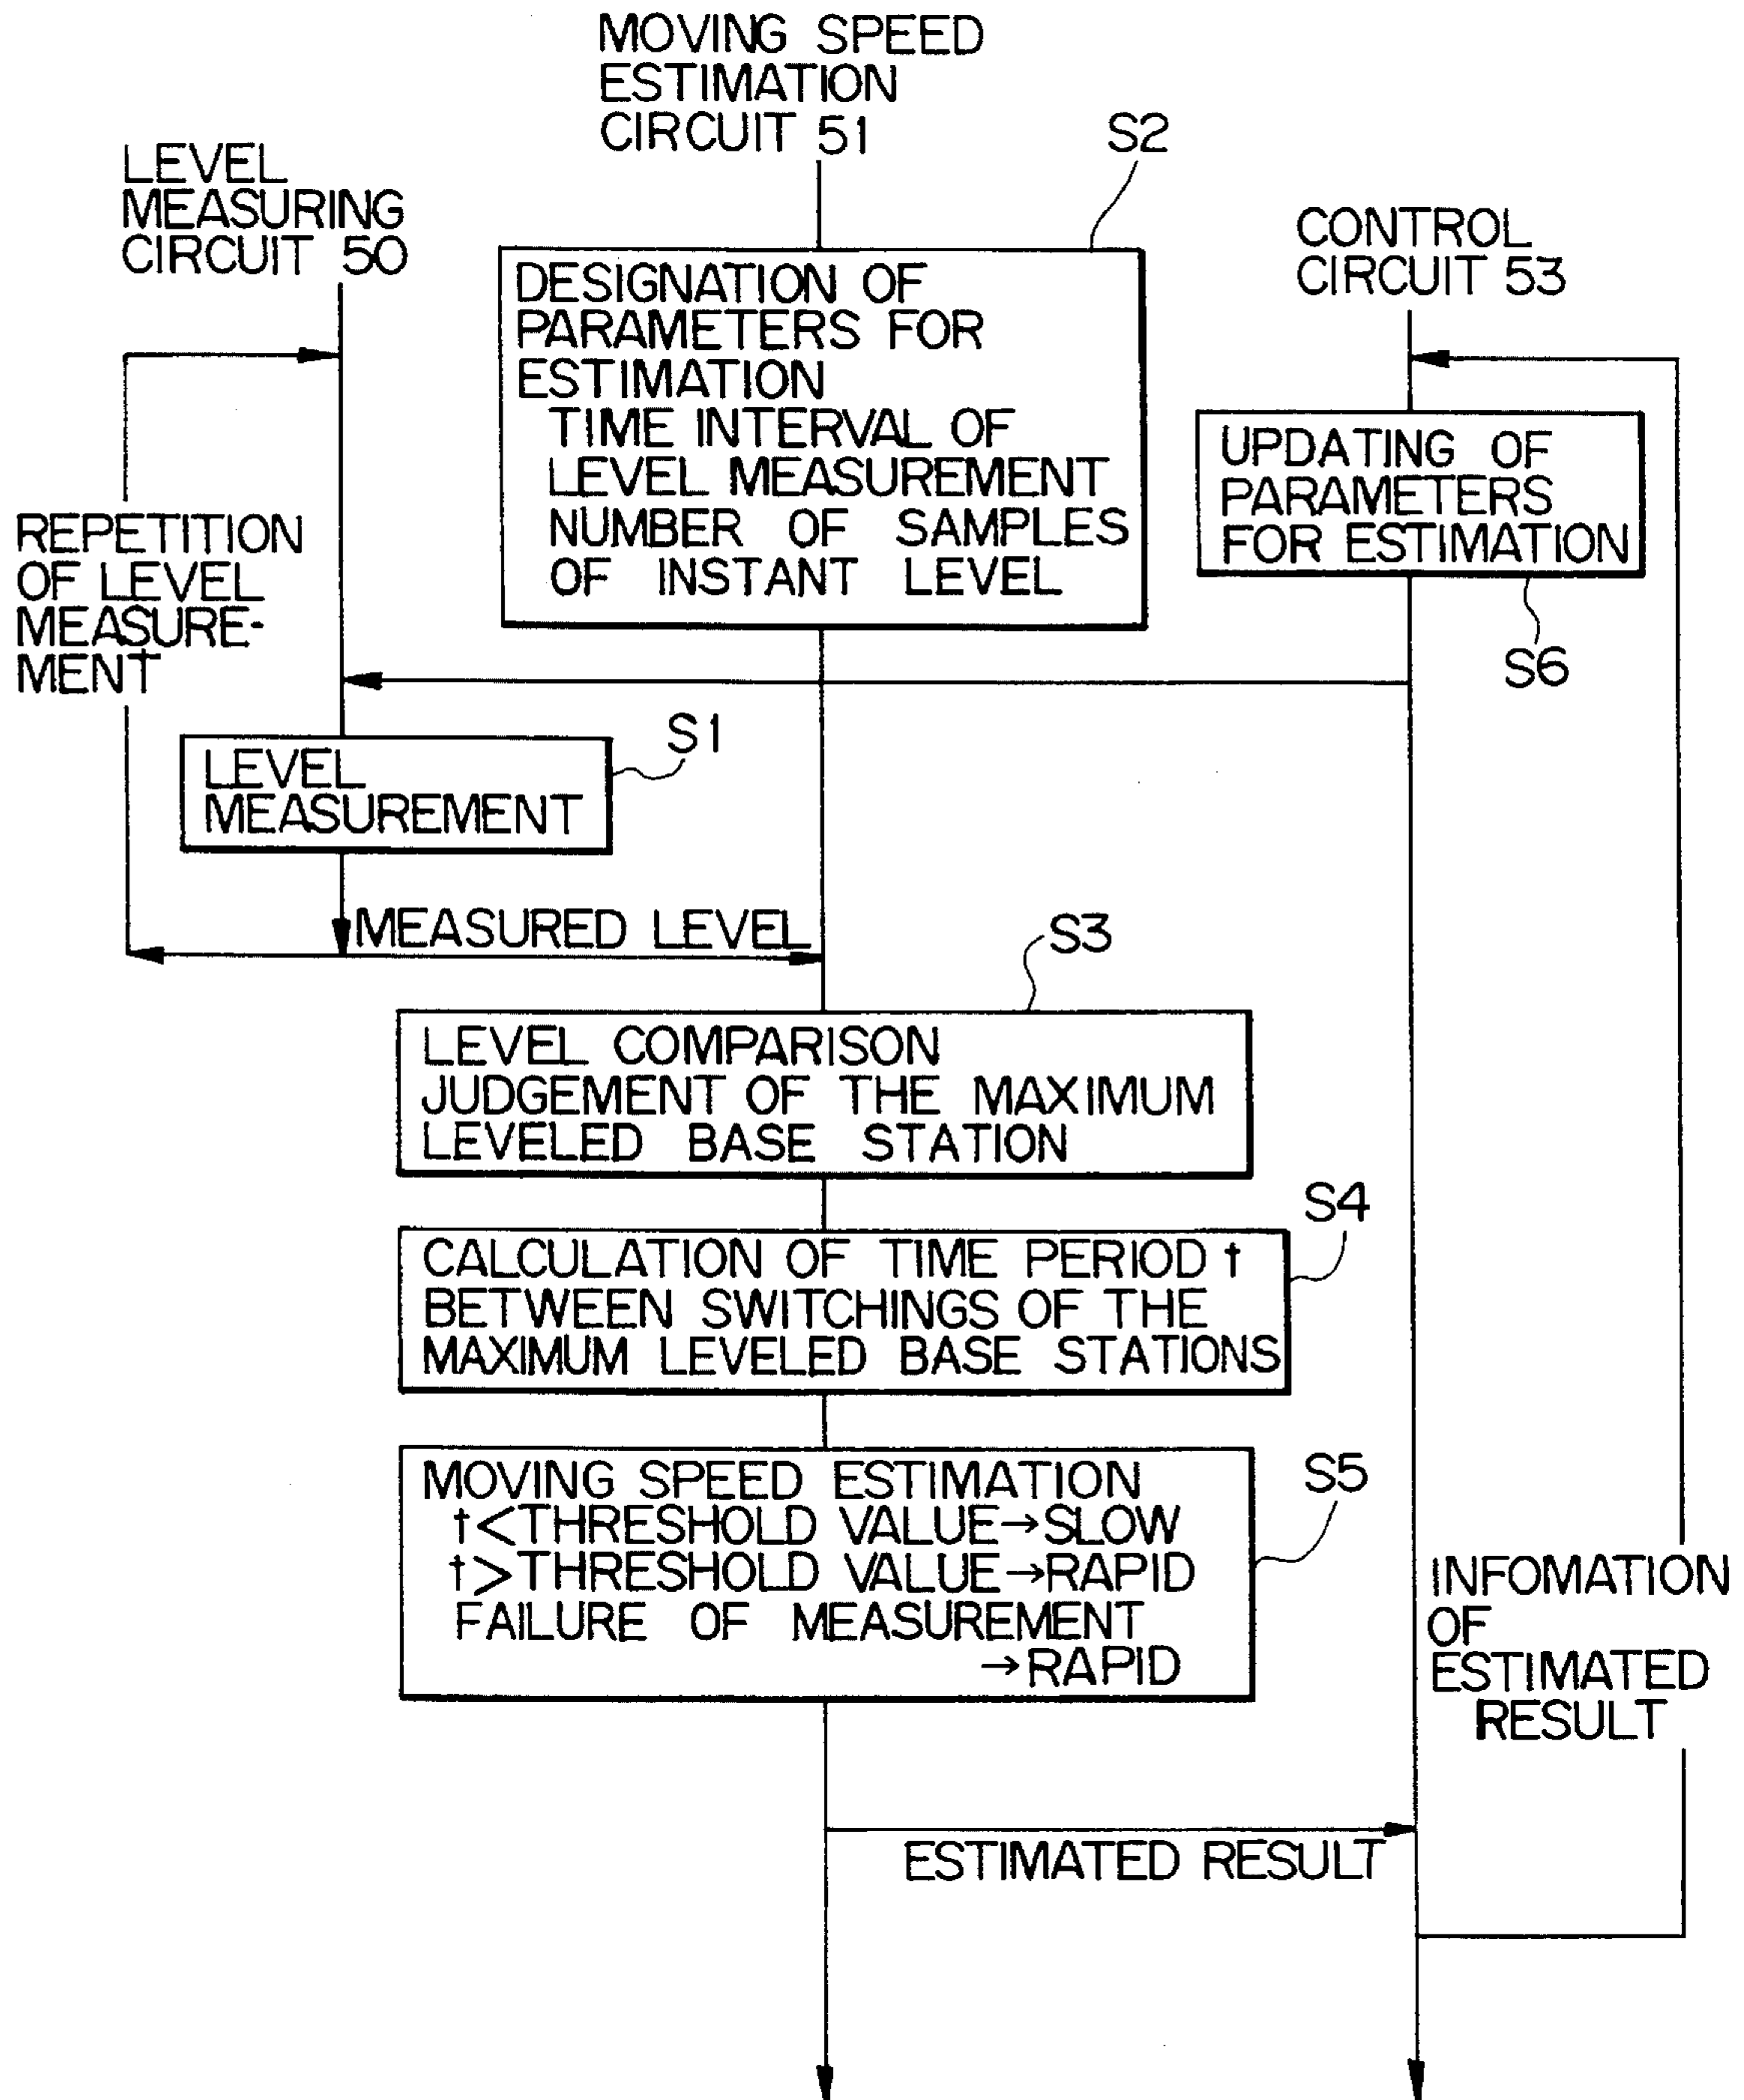 MOVING SPEED
ESTIMATION
CIRCUIT 51
S2
LEVEL
MEASURING
CIRCUIT 50
CONTROL
CIRCUIT 53
DESIGNATION OF
PARAMETERS FOR
ESTIMATION
TIME INTERVAL OF
LEVEL MEASUREMENT
NUMBER OF SAMPLES
OF INSTANT LEVEL
UPDATING OF
PARAMETERS
FOR ESTIMATION
S6
REPETITION
OF LEVEL
MEASURE-
MENT
LEVEL
MEASUREMENT
S1
MEASURED LEVEL
S3
LEVEL COMPARISON
JUDGEMENT OF THE MAXIMUM
LEVELED BASE STATION
S4
CALCULATION OF TIME PERIOD t
BETWEEN SWITCHINGS OF THE
MAXIMUM LEVELED BASE STATIONS
S5
MOVING SPEED ESTIMATION
t<THRESHOLD VALUE→SLOW
t>THRESHOLD VALUE→RAPID
FAILURE OF MEASUREMENT
→RAPID
INFOMATION
OF
ESTIMATED
RESULT
ESTIMATED RESULT